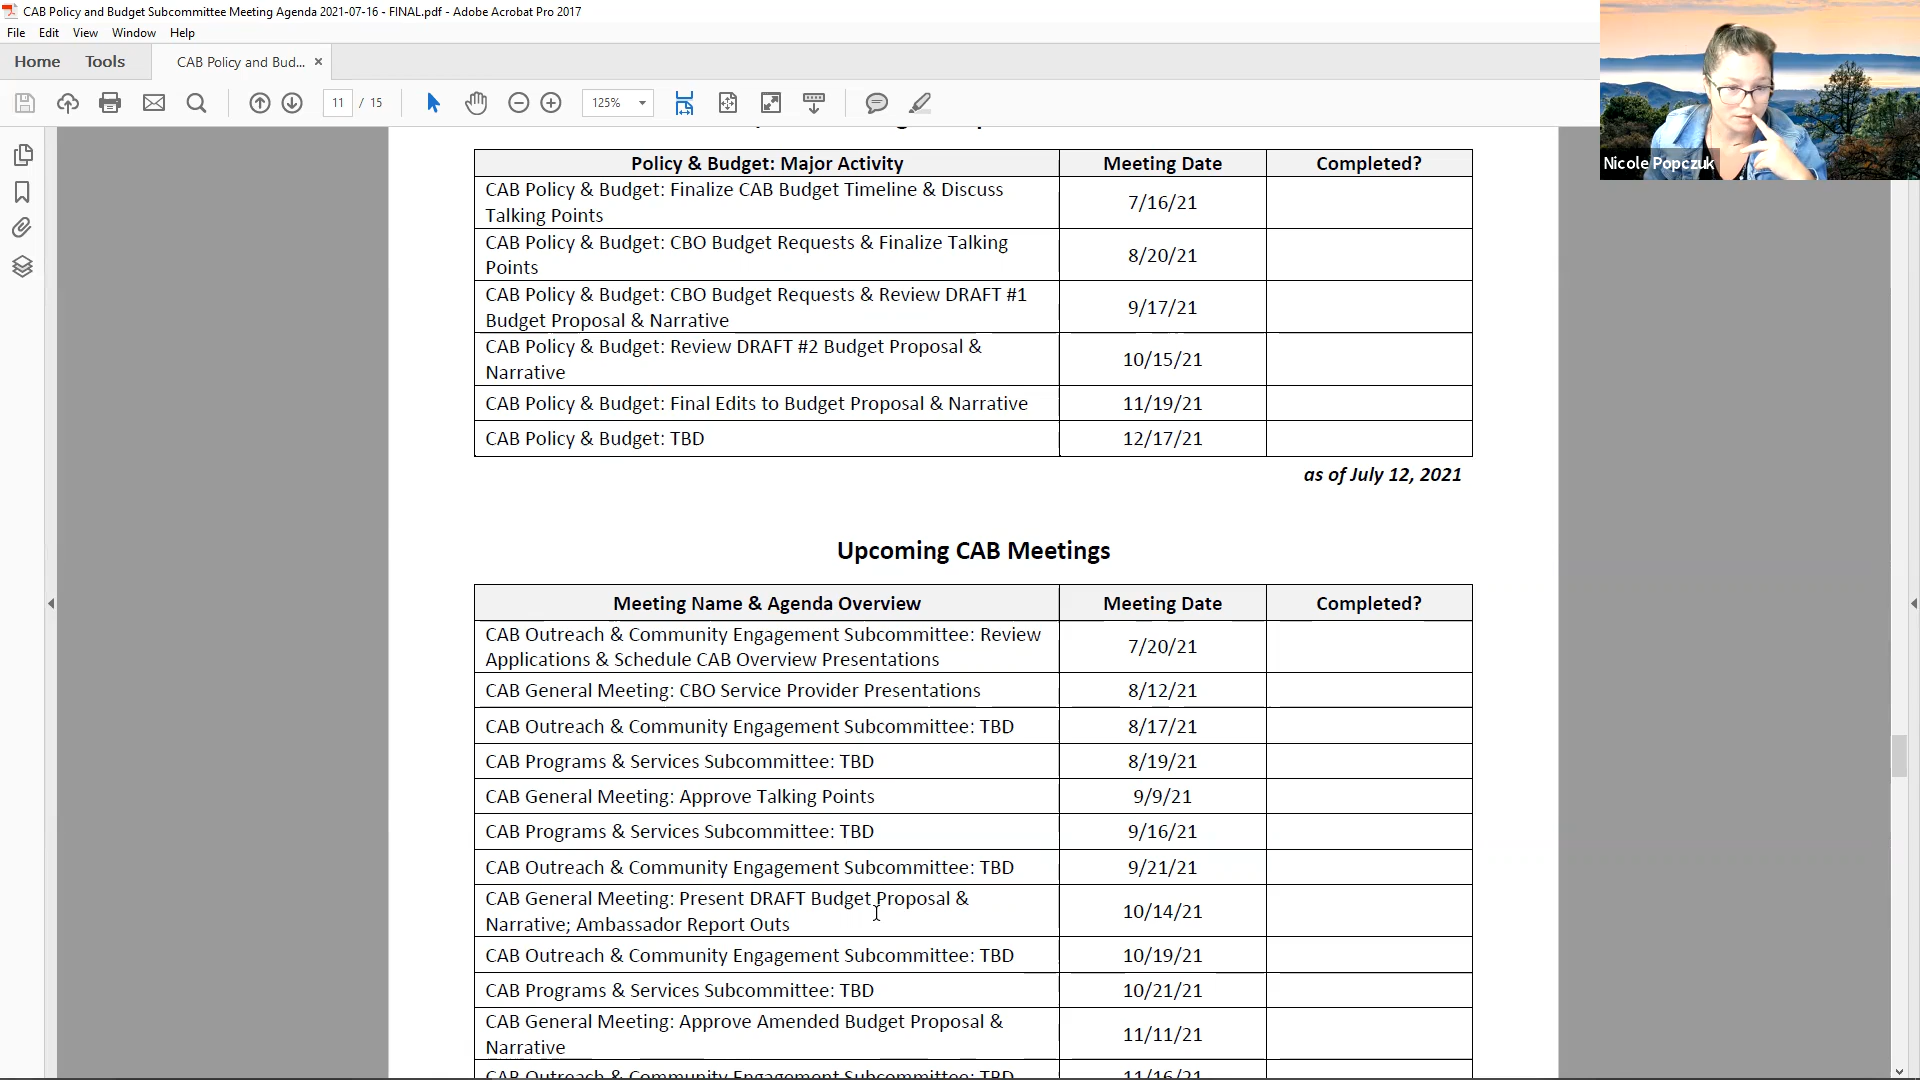 CAB Policy and Budget Subcommittee Meeting Agenda 2021-07-16 - FINAL.pdf - Adobe Acrobat Pro 2017
File Edit View Window Help
Home Tools CAB Policy and Bud... ×
11 / 15 125%
Nicole Popczuk
Policy & Budget: Major Activity Meeting Date Completed?
CAB Policy & Budget: Finalize CAB Budget Timeline & Discuss
Talking Points 7/16/21
CAB Policy & Budget: CBO Budget Requests & Finalize Talking
Points 8/20/21
CAB Policy & Budget: CBO Budget Requests & Review DRAFT #1
Budget Proposal & Narrative 9/17/21
CAB Policy & Budget: Review DRAFT #2 Budget Proposal &
Narrative 10/15/21
CAB Policy & Budget: Final Edits to Budget Proposal & Narrative 11/19/21
CAB Policy & Budget: TBD 12/17/21
as of July 12, 2021
Upcoming CAB Meetings
Meeting Name & Agenda Overview Meeting Date Completed?
CAB Outreach & Community Engagement Subcommittee: Review
Applications & Schedule CAB Overview Presentations 7/20/21
CAB General Meeting: CBO Service Provider Presentations 8/12/21
CAB Outreach & Community Engagement Subcommittee: TBD 8/17/21
CAB Programs & Services Subcommittee: TBD 8/19/21
CAB General Meeting: Approve Talking Points 9/9/21
CAB Programs & Services Subcommittee: TBD 9/16/21
CAB Outreach & Community Engagement Subcommittee: TBD 9/21/21
CAB General Meeting: Present DRAFT Budget Proposal &
Narrative; Ambassador Report Outs 10/14/21
CAB Outreach & Community Engagement Subcommittee: TBD 10/19/21
CAB Programs & Services Subcommittee: TBD 10/21/21
CAB General Meeting: Approve Amended Budget Proposal &
Narrative 11/11/21
CAB Outreach & Community Engagement Subcommittee: TBD 11/16/21